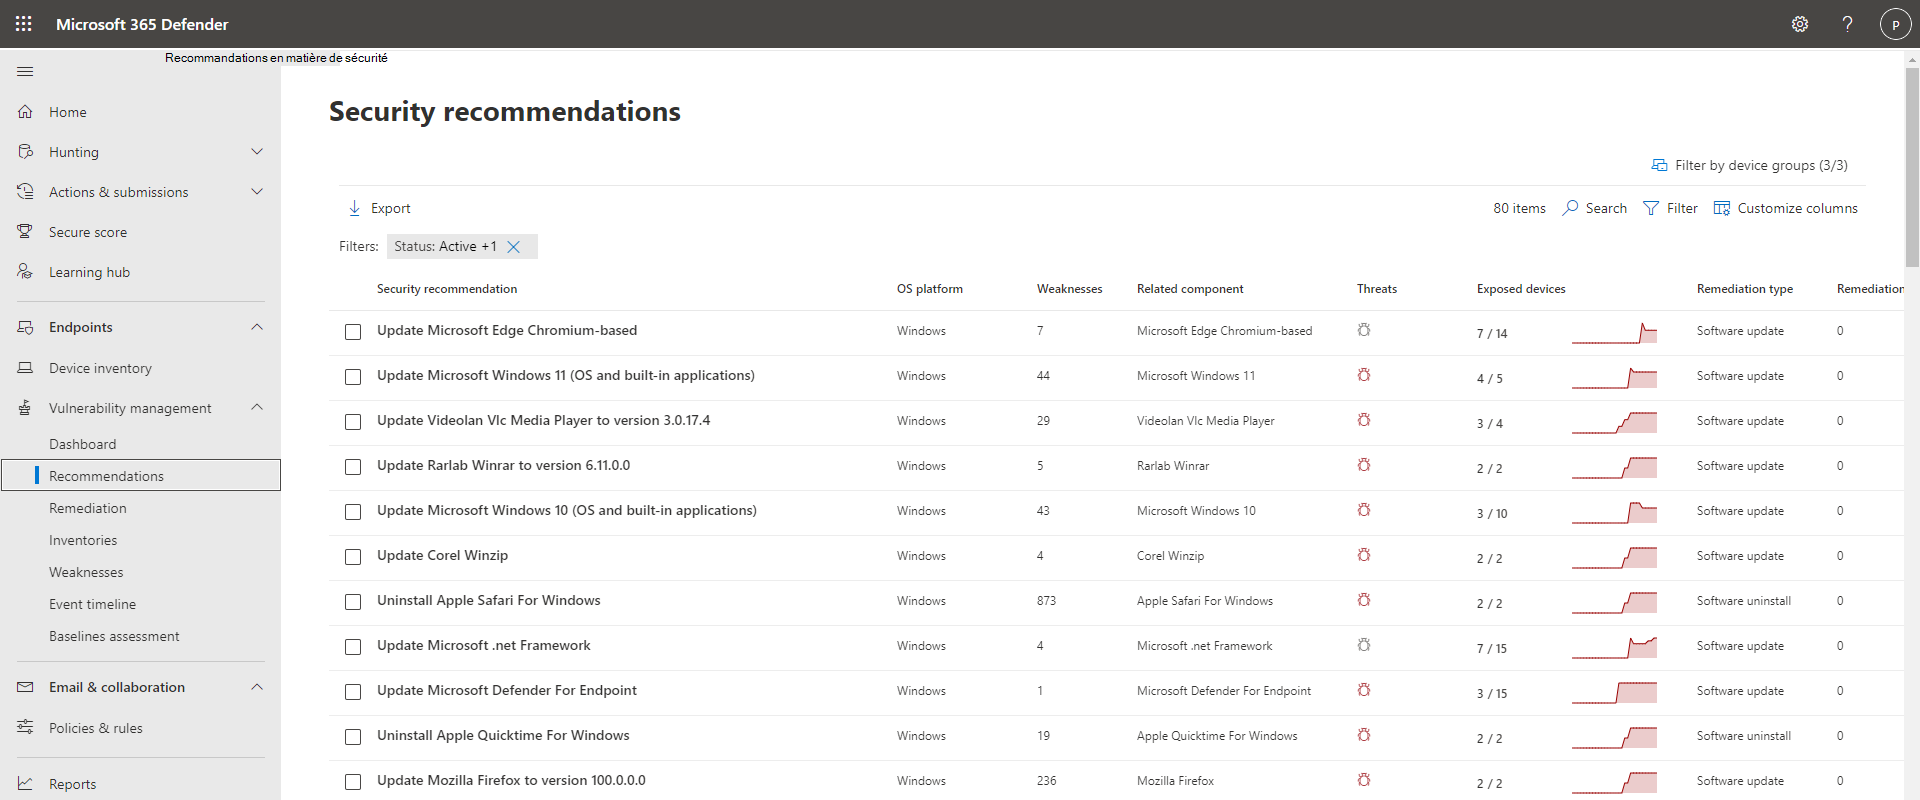 Microsoft 365 Defender
?
P
Recommandations en matière de sécurité
Home
Hunting
Actions & submissions
Secure score
Learning hub
Endpoints
Device inventory
Vulnerability management
Dashboard
Recommendations
Remediation
Inventories
Weaknesses
Event timeline
Baselines assessment
Email & collaboration
Policies & rules
Reports
Security recommendations
Filter by device groups (3/3)
Export
80 items Search Filter Customize columns
Filters: Status: Active +1
Security recommendation OS platform Weaknesses Related component Threats Exposed devices Remediation type Remediation
Update Microsoft Edge Chromium-based Windows 7 Microsoft Edge Chromium-based 7 / 14 Software update 0
Update Microsoft Windows 11 (OS and built-in applications) Windows 44 Microsoft Windows 11 4 / 5 Software update 0
Update Videolan Vlc Media Player to version 3.0.17.4 Windows 29 Videolan Vlc Media Player 3 / 4 Software update 0
Update Rarlab Winrar to version 6.11.0.0 Windows 5 Rarlab Winrar 2 / 2 Software update 0
Update Microsoft Windows 10 (OS and built-in applications) Windows 43 Microsoft Windows 10 3 / 10 Software update 0
Update Corel Winzip Windows 4 Corel Winzip 2 / 2 Software update 0
Uninstall Apple Safari For Windows Windows 873 Apple Safari For Windows 2 / 2 Software uninstall 0
Update Microsoft .net Framework Windows 4 Microsoft .net Framework 7 / 15 Software update 0
Update Microsoft Defender For Endpoint Windows 1 Microsoft Defender For Endpoint 3 / 15 Software update 0
Uninstall Apple Quicktime For Windows Windows 19 Apple Quicktime For Windows 2 / 2 Software uninstall 0
Update Mozilla Firefox to version 100.0.0.0 Windows 236 Mozilla Firefox 2 / 2 Software update 0